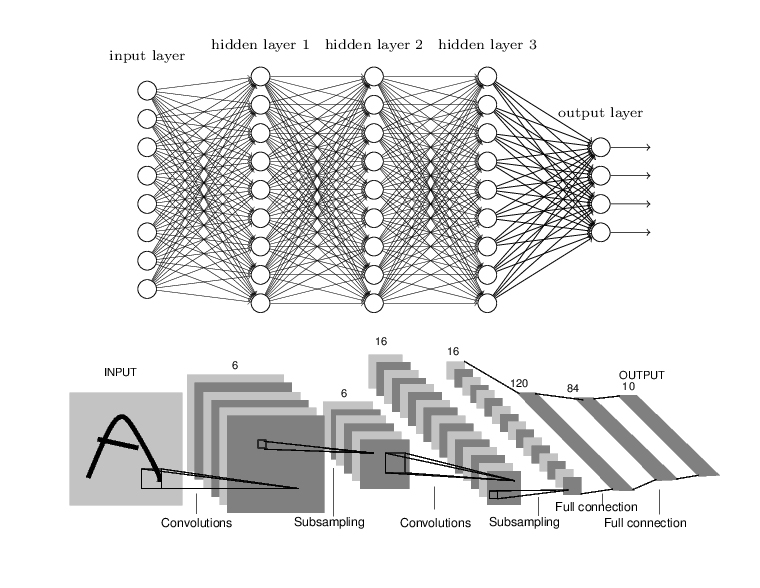 hidden layer 1 hidden layer 2 hidden layer 3
input layer
output layer
16
16
6
INPUT
OUTPUT
120
84
10
6
A
Full connection
Convolutions
Subsampling
Convolutions
Subsampling
Full connection